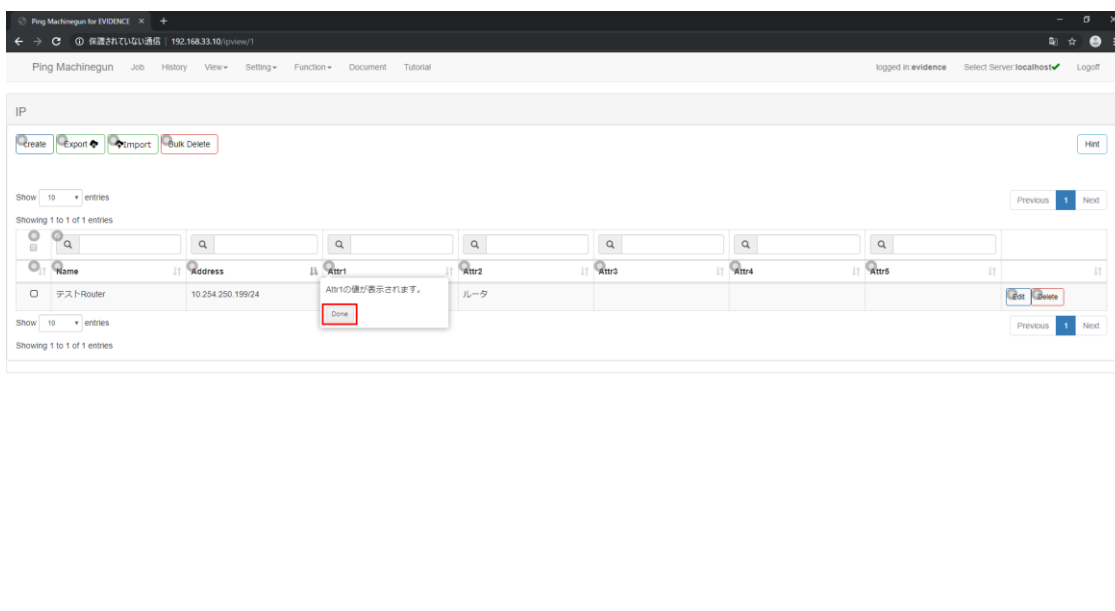 Ping Machinegun for EVIDENCE
保護されていない通信 | 192.168.33.10/ipview/1
Ping Machinegun Job History View Setting Function Document Tutorial logged in:evidence Select Server:localhost Logoff
IP
Create Export Import Bulk Delete Hint
Show 10 entries
Previous 1 Next
Showing 1 to 1 of 1 entries
Name Address Attr1 Attr2 Attr3 Attr4 Attr5
テストRouter 10.254.250.199/24 ルータ Edit Delete
Attr1の値が表示されます。
Done
Show 10 entries
Previous 1 Next
Showing 1 to 1 of 1 entries